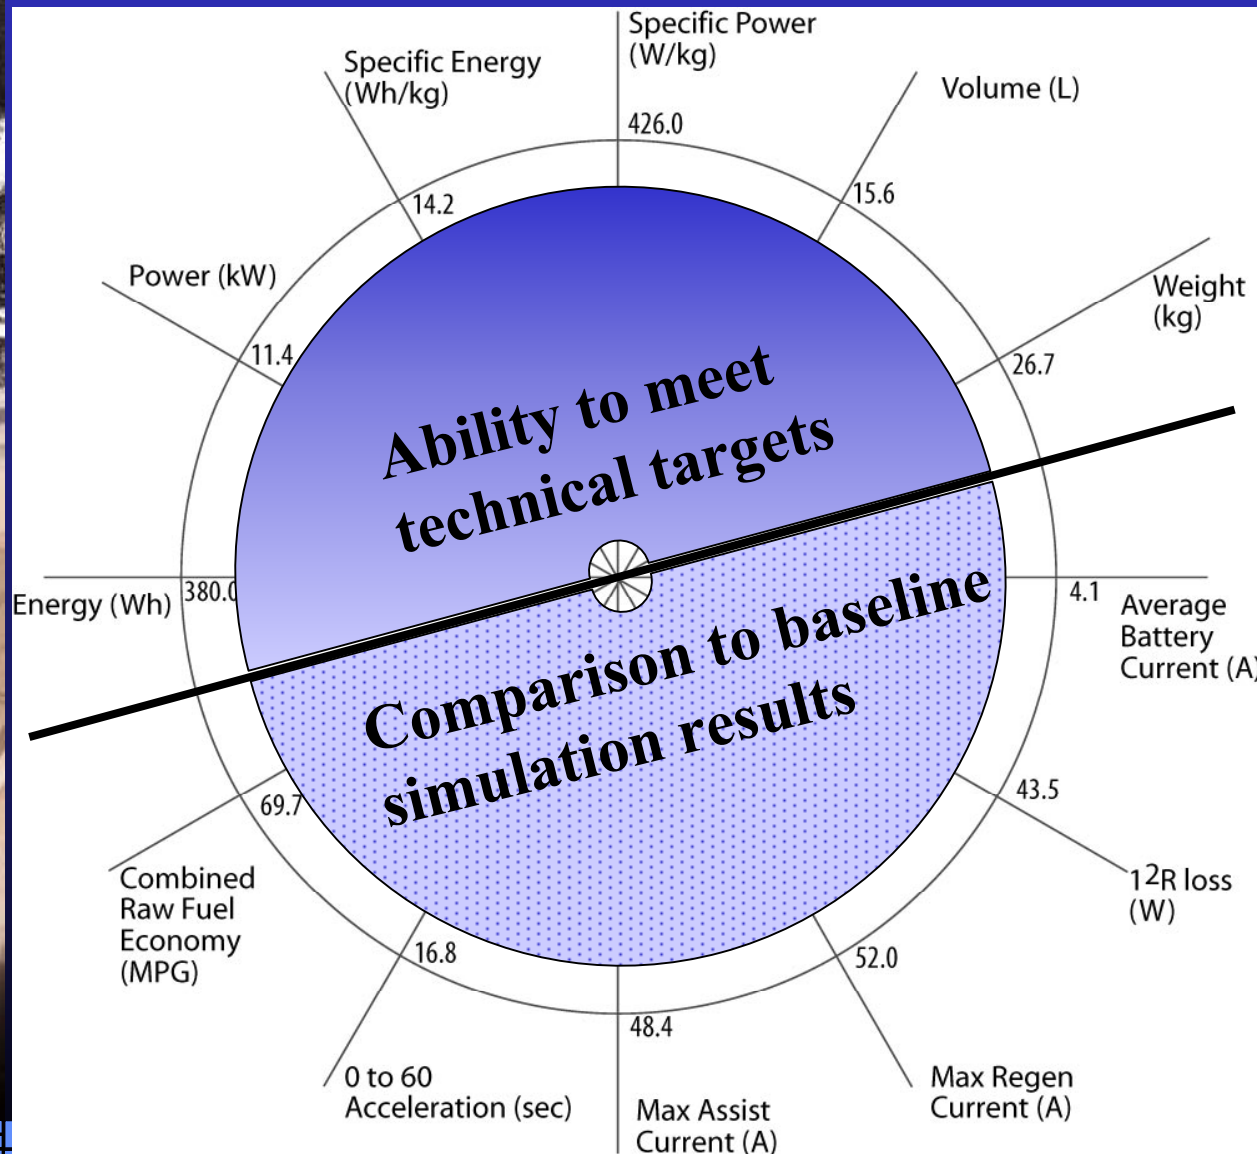 Specific Power
(W/kg)
426.0
Specific Energy
(Wh/kg)
14.2
Volume (L)
15.6
Power (kW)
11.4
Weight
(kg)
26.7
Ability to meet
technical targets
Energy (Wh)
380.0
4.1
Average
Battery
Current (A)
Comparison to baseline
simulation results
69.7
Combined
Raw Fuel
Economy
(MPG)
43.5
1²R loss
(W)
16.8
0 to 60
Acceleration (sec)
52.0
Max Regen
Current (A)
48.4
Max Assist
Current (A)